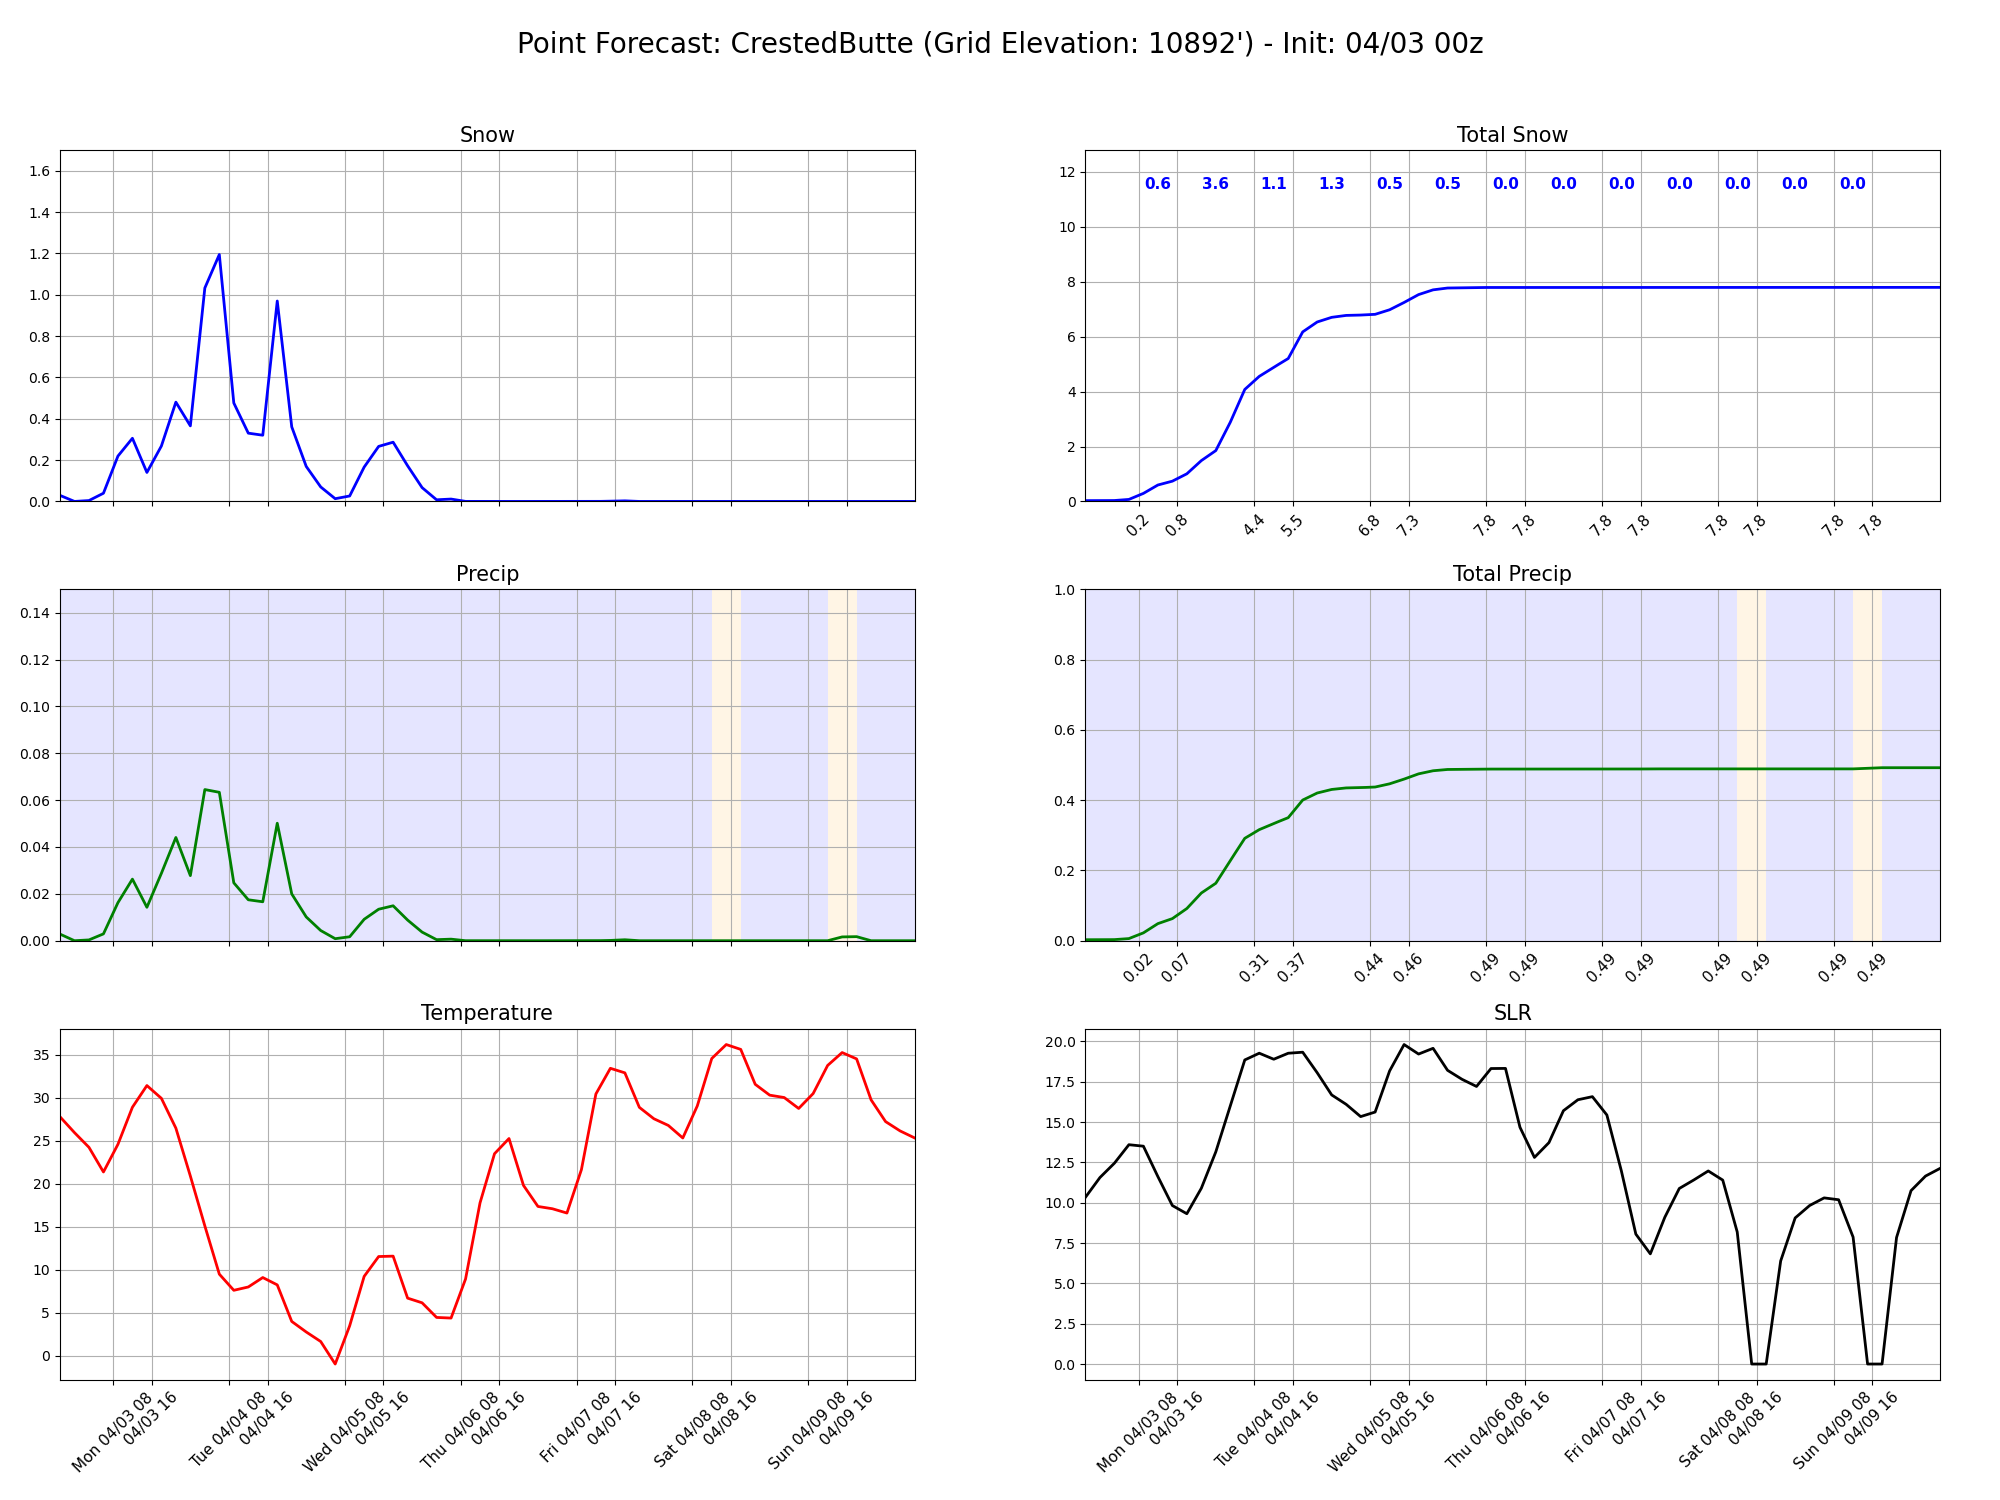 Point Forecast: CrestedButte (Grid Elevation: 10892') - Init: 04/03 00z
Snow
1.6
1.4
1.2
1.0
0.8
0.6
0.4
0.2
0.0
Total Snow
12
10
8
6
4
2
0
0.6 3.6 1.1 1.3 0.5 0.5 0.0 0.0 0.0 0.0 0.0 0.0 0.0
0.2 0.8 4.4 5.5 6.8 7.3 7.8 7.8 7.8 7.8 7.8 7.8 7.8 7.8
Precip
0.14
0.12
0.10
0.08
0.06
0.04
0.02
0.00
Total Precip
1.0
0.8
0.6
0.4
0.2
0.0
0.02 0.07 0.31 0.37 0.44 0.46 0.49 0.49 0.49 0.49 0.49 0.49 0.49 0.49
Temperature
35
30
25
20
15
10
5
0
Mon 04/03 08
04/03 16
Tue 04/04 08
04/04 16
Wed 04/05 08
04/05 16
Thu 04/06 08
04/06 16
Fri 04/07 08
04/07 16
Sat 04/08 08
04/08 16
Sun 04/09 08
04/09 16
SLR
20.0
17.5
15.0
12.5
10.0
7.5
5.0
2.5
0.0
Mon 04/03 08
04/03 16
Tue 04/04 08
04/04 16
Wed 04/05 08
04/05 16
Thu 04/06 08
04/06 16
Fri 04/07 08
04/07 16
Sat 04/08 08
04/08 16
Sun 04/09 08
04/09 16